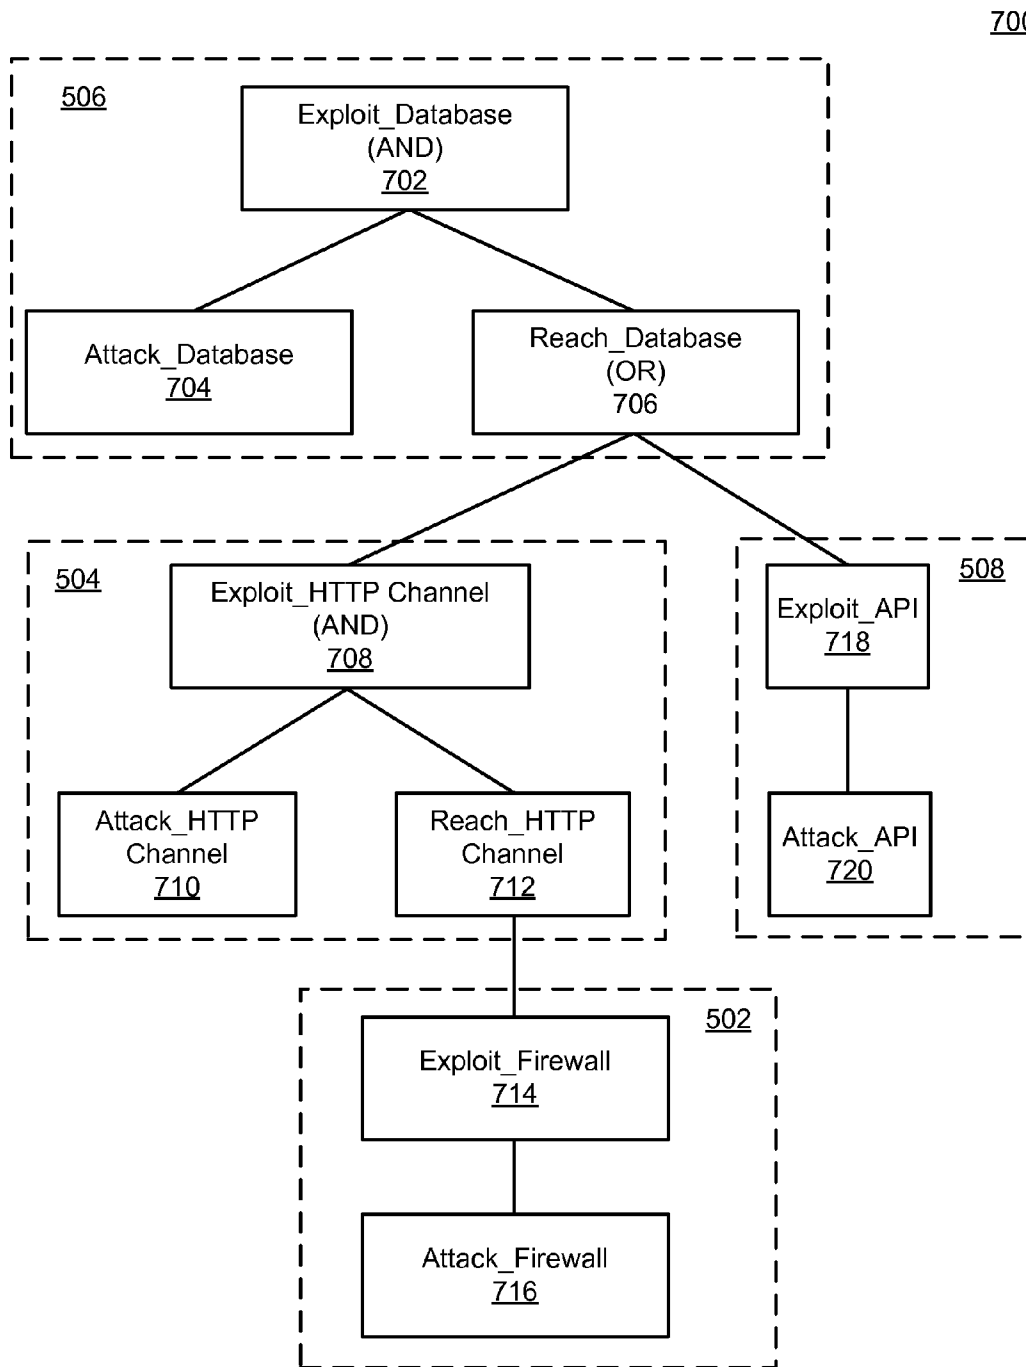 700
506
Exploit_Database
(AND)
702
Attack_Database
704
Reach_Database
(OR)
706
504
Exploit_HTTP Channel
(AND)
708
508
Exploit_API
718
Attack_HTTP
Channel
710
Reach_HTTP
Channel
712
Attack_API
720
502
Exploit_Firewall
714
Attack_Firewall
716